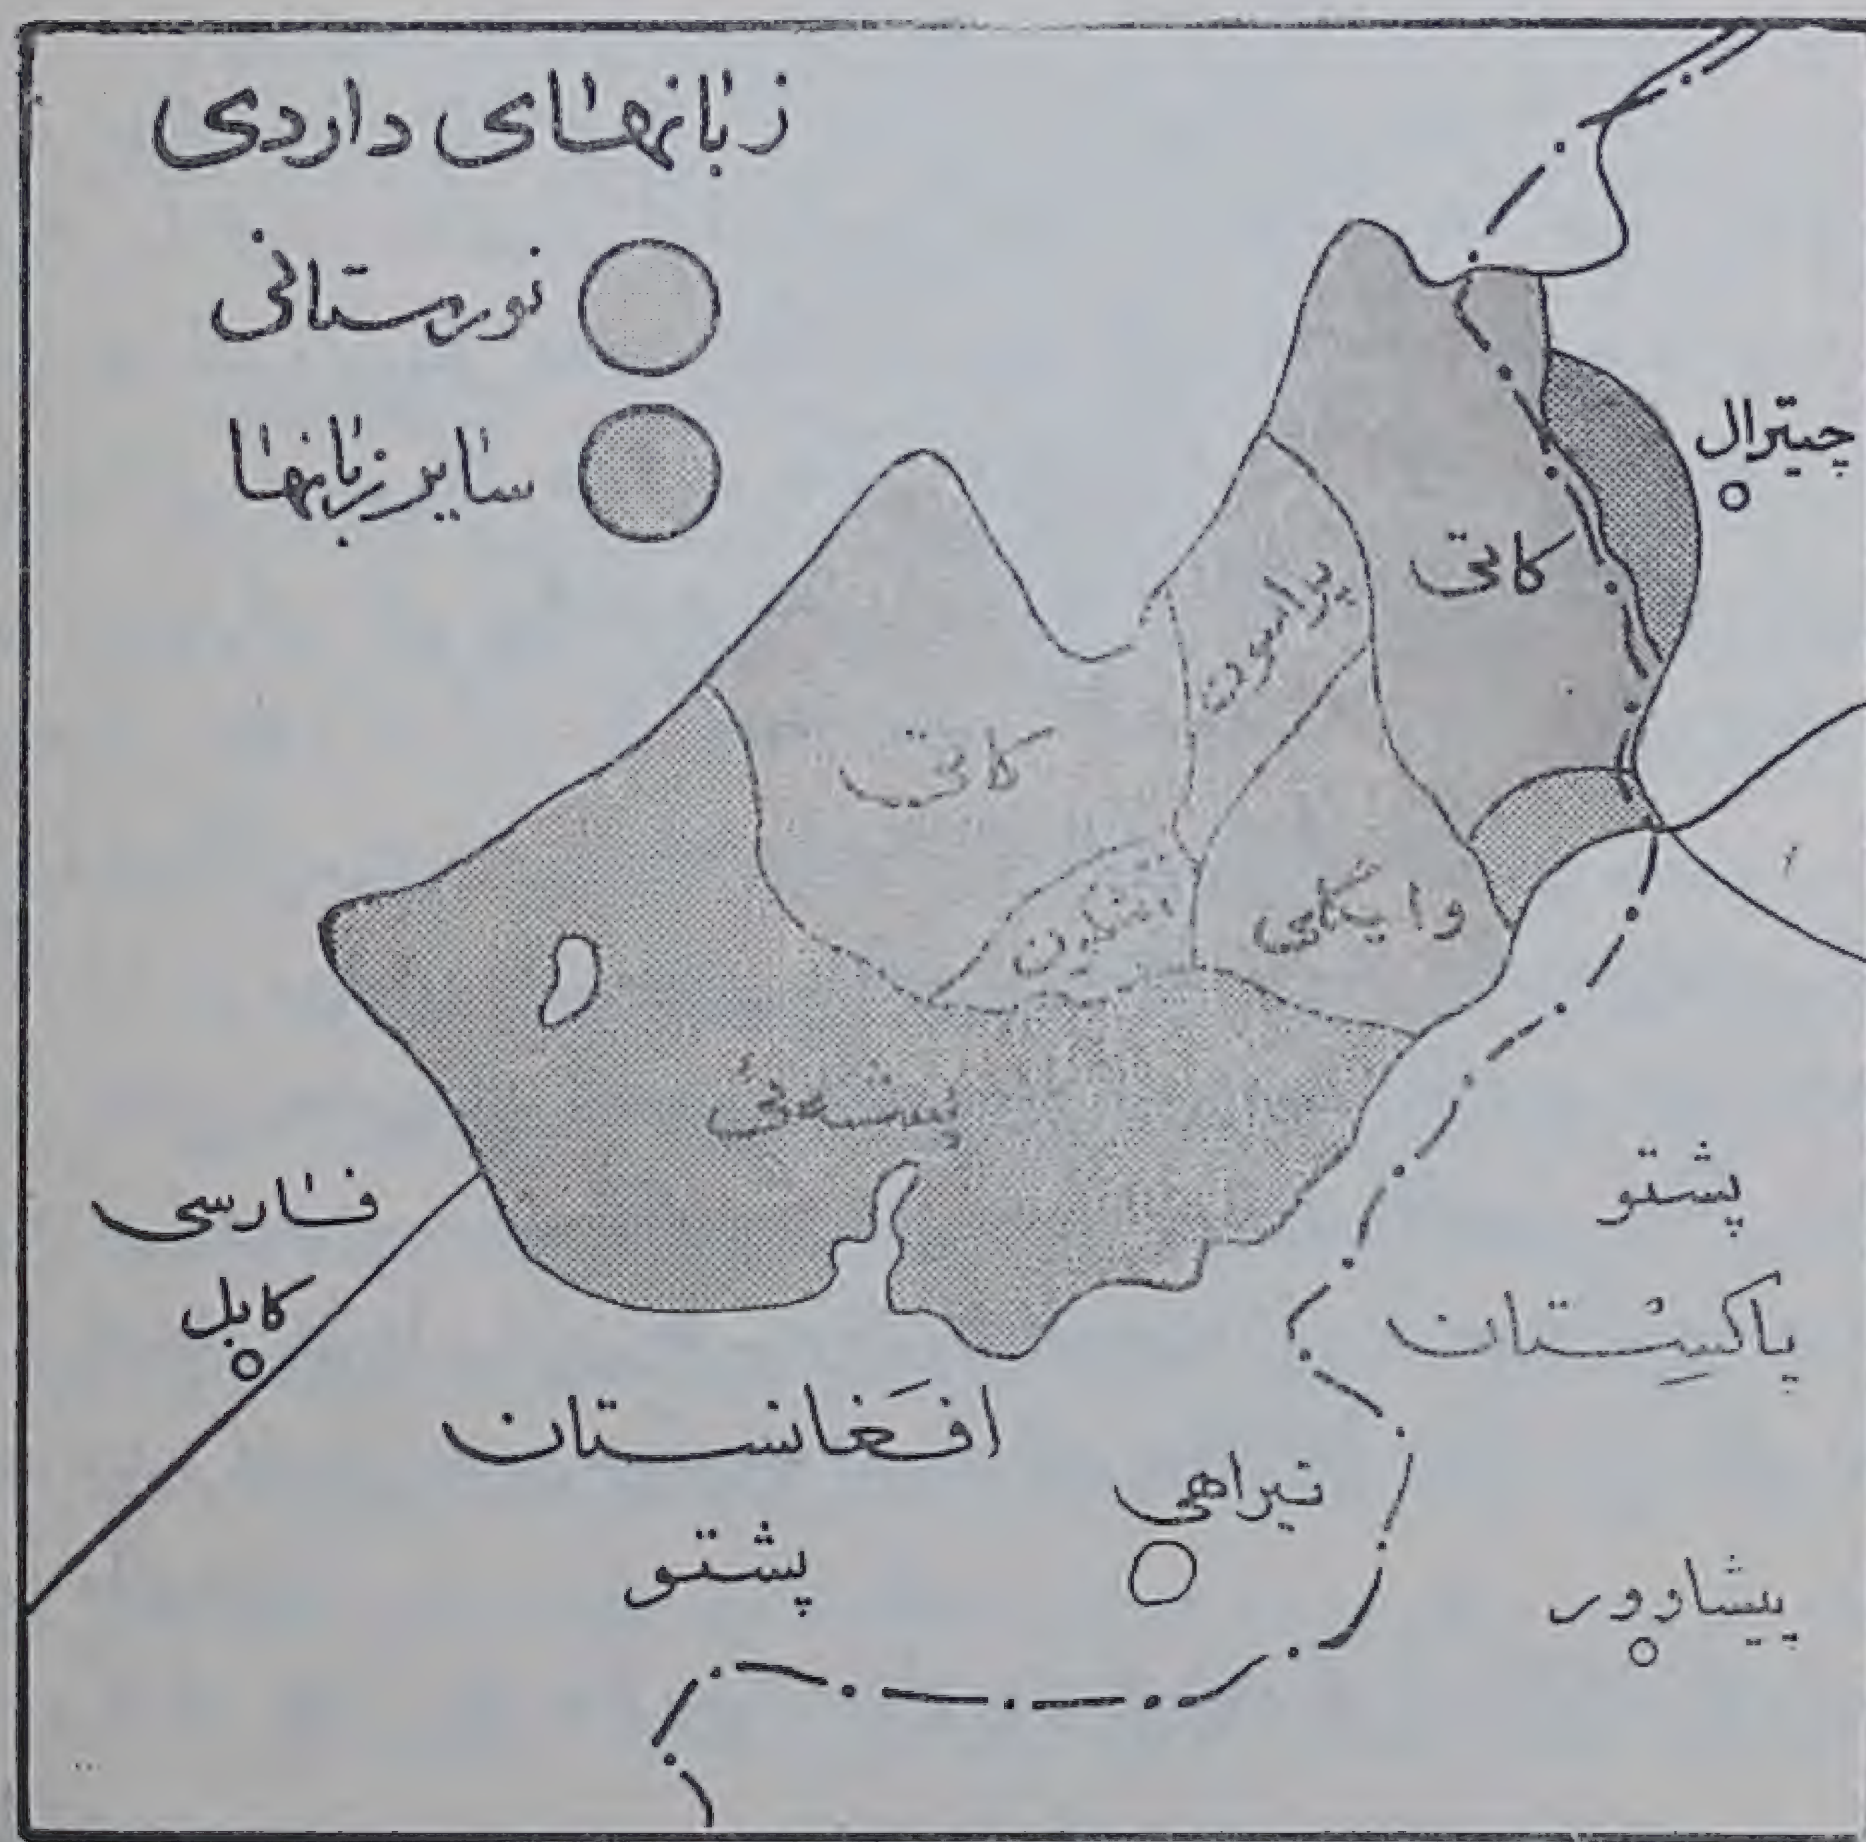 زبانهای داردی
نورستانی
سایر زبانها
چیترال
کاتی
پراسون
کاتی
اشکون
وایگلی
پشه‌ئی
فارسی
کابل
پشتو
پاکستان
افغانستان
تیراهی
پشتو
پیشاوور